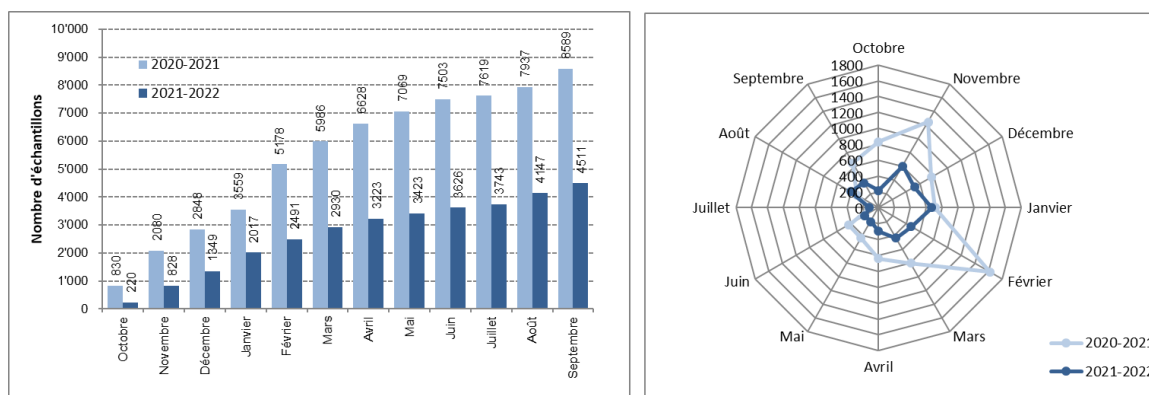 Nombre d'échantillons
10'000
9'000
8'000
7'000
6'000
5'000
4'000
3'000
2'000
1'000
0
2020-2021
2021-2022
830
220
2080
828
2848
1349
3559
2017
5178
2491
5986
2930
6628
3223
7069
3423
7503
3626
7619
3743
7937
4147
8589
4511
Octobre
Novembre
Décembre
Janvier
Février
Mars
Avril
Mai
Juin
Juillet
Août
Septembre
Octobre
Novembre
Décembre
Janvier
Février
Mars
Avril
Mai
Juin
Juillet
Août
Septembre
1800
1600
1400
1200
1000
800
600
400
200
0
2020-2021
2021-2022